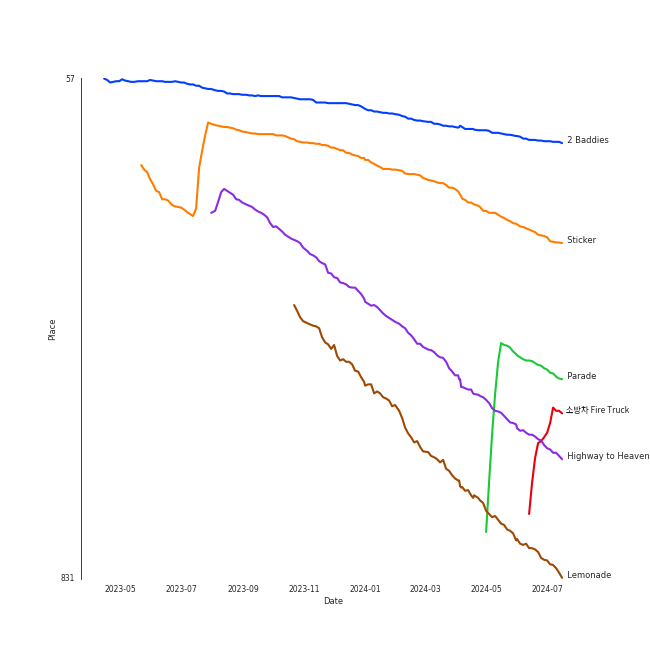 57
2 Baddies
Sticker
Place
Parade
소방차 Fire Truck
Highway to Heaven
831
Lemonade
2023-05 2023-07 2023-09 2023-11 2024-01 2024-03 2024-05 2024-07
Date